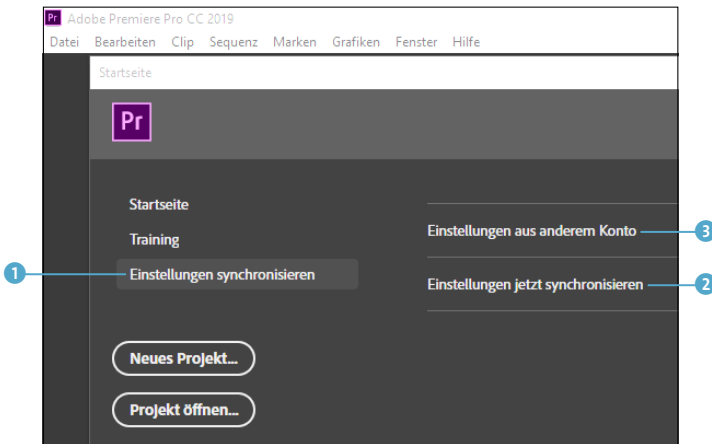 Pr Adobe Premiere Pro CC 2019
Datei Bearbeiten Clip Sequenz Marken Grafiken Fenster Hilfe
Startseite
Pr
Startseite
Training
Einstellungen aus anderem Konto
3
1
Einstellungen synchronisieren
Einstellungen jetzt synchronisieren
2
Neues Projekt...
Projekt öffnen...